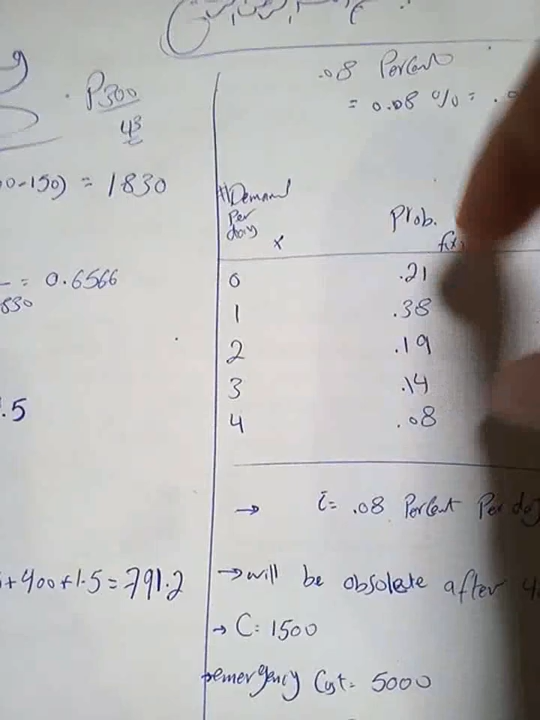 .08 Percent
= 0.08 % = .0
P300
43
0-150) = 1830
= 0.6566
830
.5
+400+1.5=791.2
#Demand
Per
day
x
Prob.
f(x)
0 .21
1 .38
2 .19
3 .14
4 .08
→ i = .08 Percent Per day
→ will be obsolate after 4
→ C = 1500
→ emergency Cost = 5000